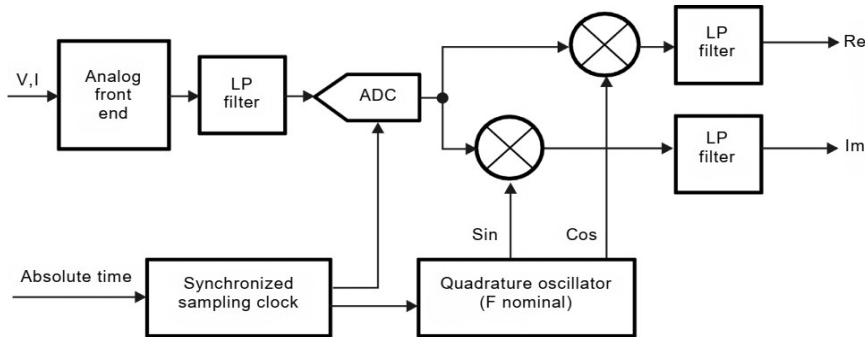 V,I
Analog
front
end
LP
filter
ADC
LP
filter
Re
LP
filter
Im
Sin
Cos
Absolute time
Synchronized
sampling clock
Quadrature oscillator
(F nominal)